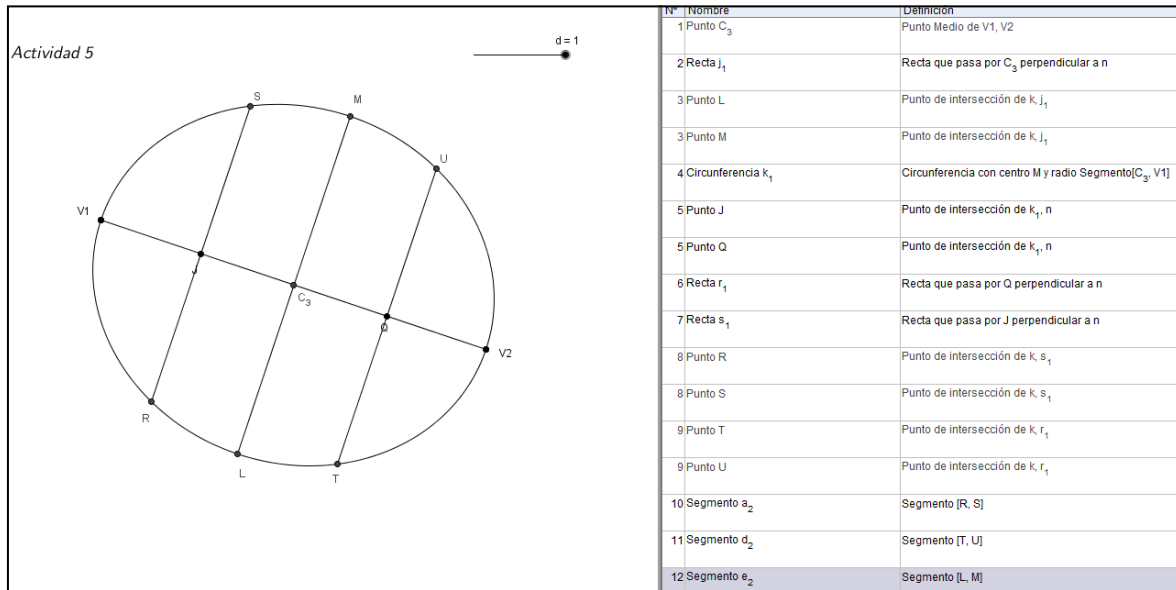 Actividad 5
d = 1
S
M
U
V1
J
C3
Q
V2
R
L
T
Nº Nombre Definición
1 Punto C3 Punto Medio de V1, V2
2 Recta j1 Recta que pasa por C3 perpendicular a n
3 Punto L Punto de intersección de k, j1
3 Punto M Punto de intersección de k, j1
4 Circunferencia k1 Circunferencia con centro M y radio Segmento[C3, V1]
5 Punto J Punto de intersección de k1, n
5 Punto Q Punto de intersección de k1, n
6 Recta r1 Recta que pasa por Q perpendicular a n
7 Recta s1 Recta que pasa por J perpendicular a n
8 Punto R Punto de intersección de k, s1
8 Punto S Punto de intersección de k, s1
9 Punto T Punto de intersección de k, r1
9 Punto U Punto de intersección de k, r1
10 Segmento a2 Segmento [R, S]
11 Segmento d2 Segmento [T, U]
12 Segmento e2 Segmento [L, M]